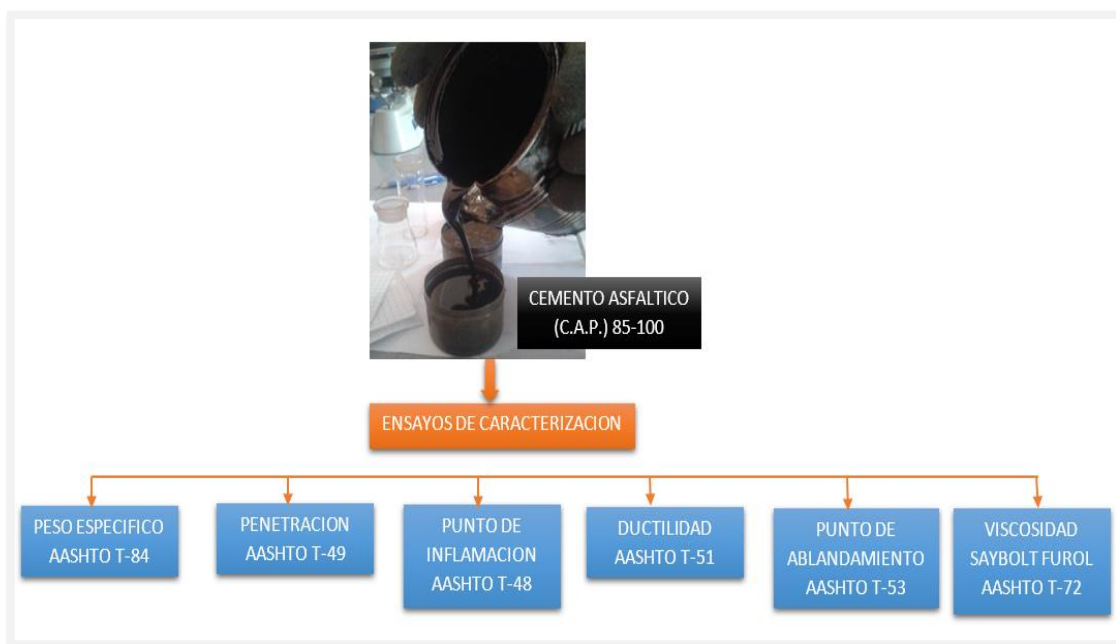 CEMENTO ASFALTICO
(C.A.P.) 85-100
ENSAYOS DE CARACTERIZACION
PESO ESPECIFICO
AASHTO T-84
PENETRACION
AASHTO T-49
PUNTO DE
INFLAMACION
AASHTO T-48
DUCTILIDAD
AASHTO T-51
PUNTO DE
ABLANDAMIENTO
AASHTO T-53
VISCOSIDAD
SAYBOLT FUROL
AASHTO T-72